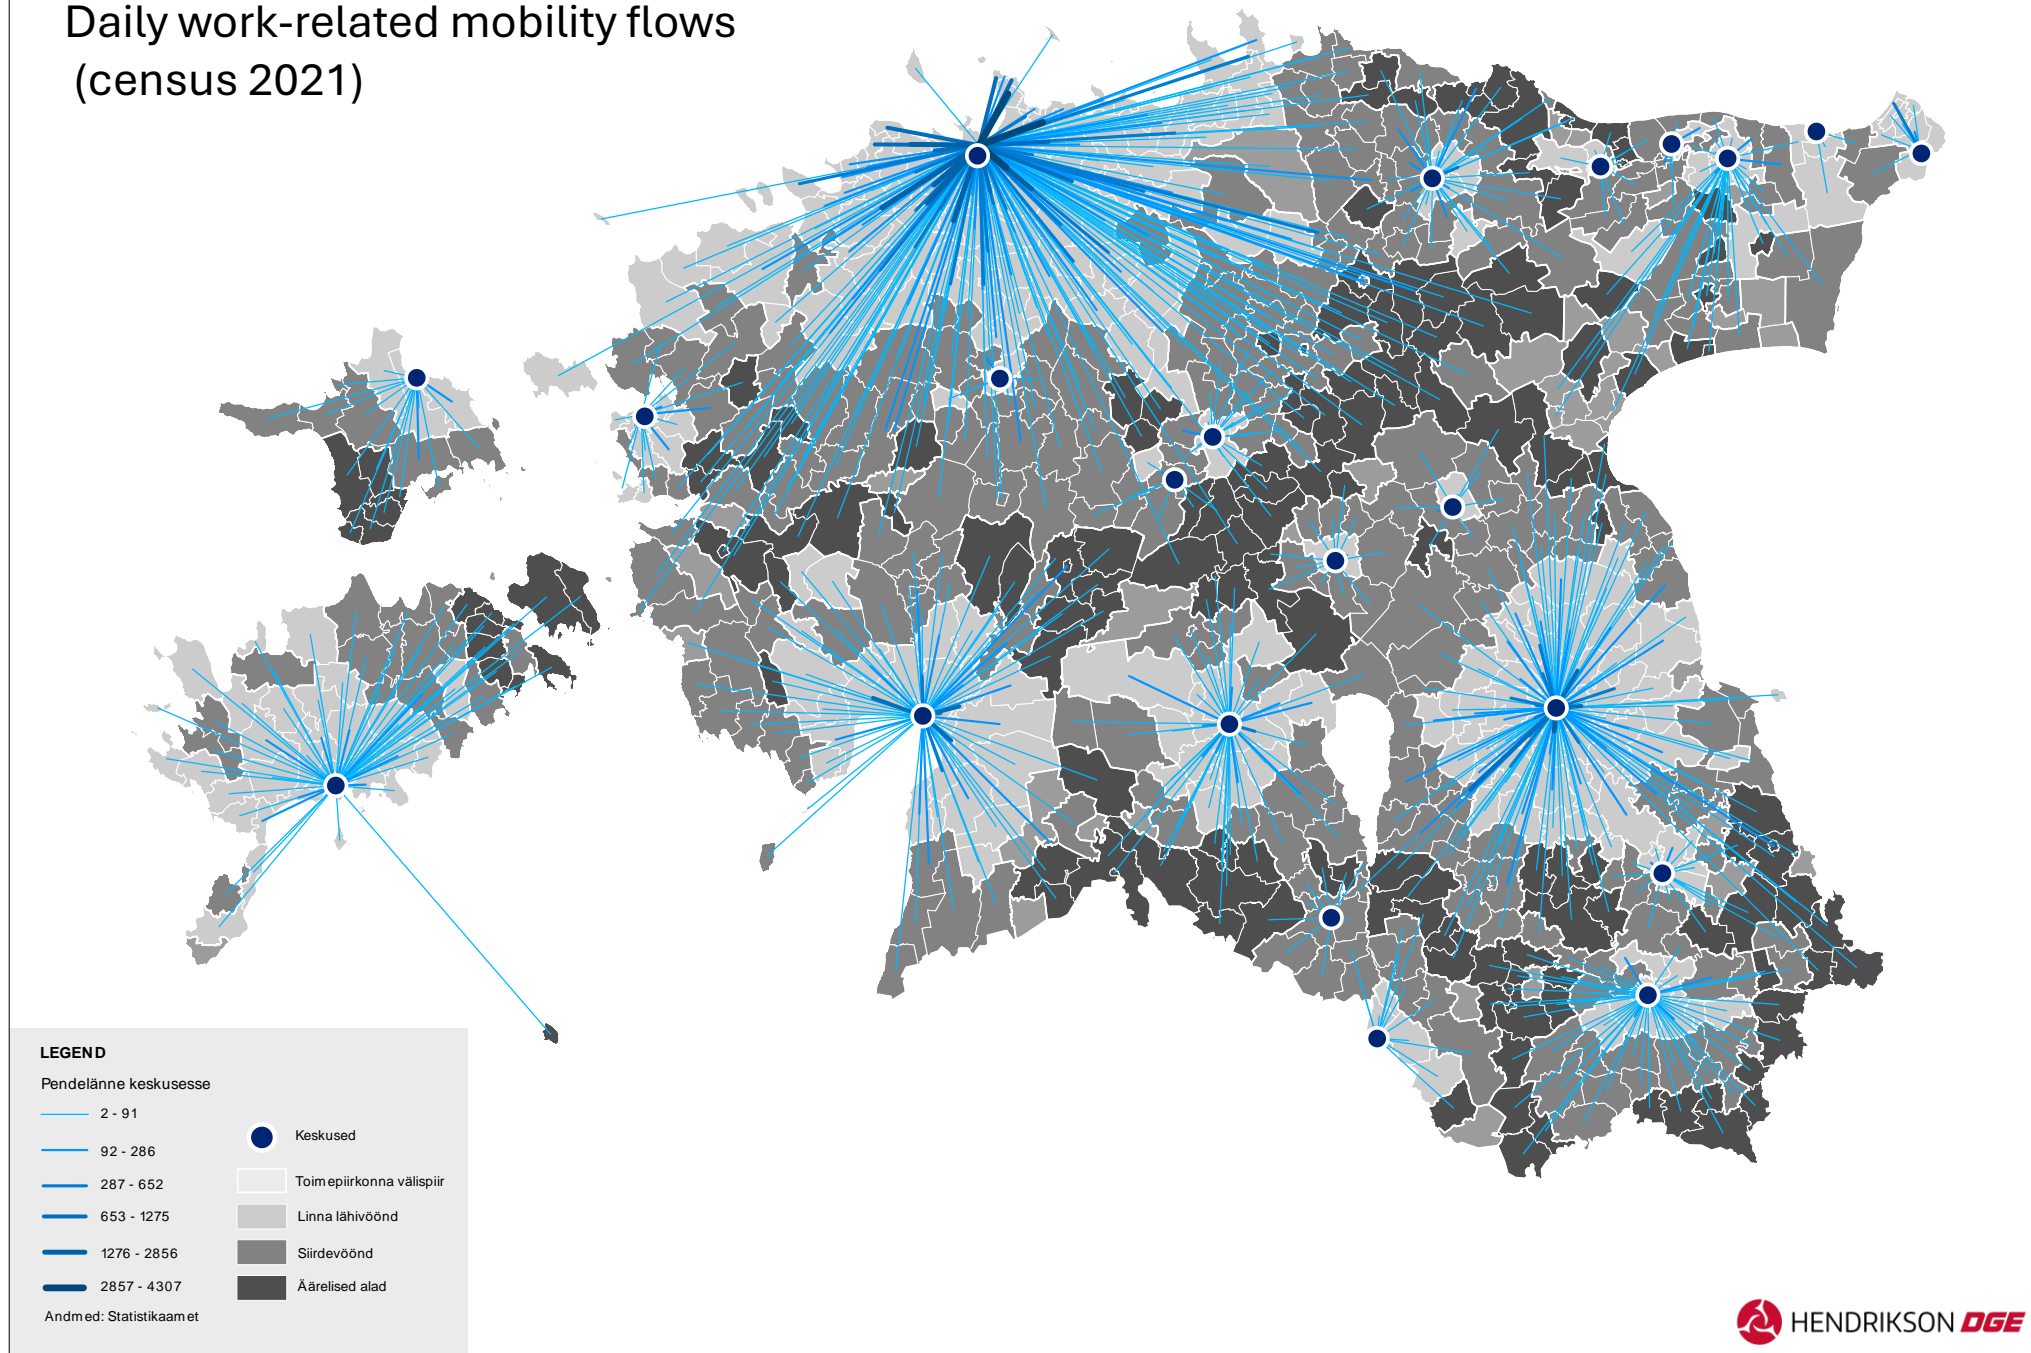 Daily work-related mobility flows
(census 2021)
LEGEND
Pendelänne keskusesse
2 - 91
92 - 286
287 - 652
653 - 1275
1276 - 2856
2857 - 4307
Keskused
Toimepiirkonna välispiir
Linna lähivöönd
Siirdevöönd
Äärelised alad
Andmed: Statistikaamet
HENDRIKSON DGE